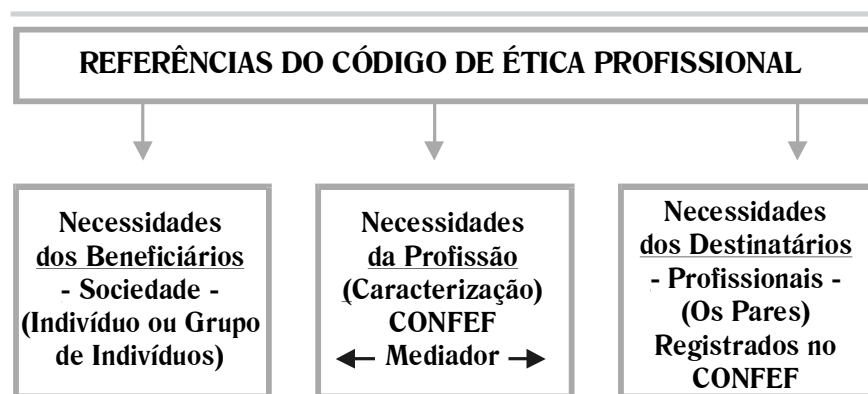 REFERÊNCIAS DO CÓDIGO DE ÉTICA PROFISSIONAL
Necessidades
dos Beneficiários
- Sociedade -
(Indivíduo ou Grupo
de Indivíduos)
Necessidades
da Profissão
(Caracterização)
CONFEF
Mediador
Necessidades
dos Destinatários
- Profissionais -
(Os Pares)
Registrados no
CONFEF